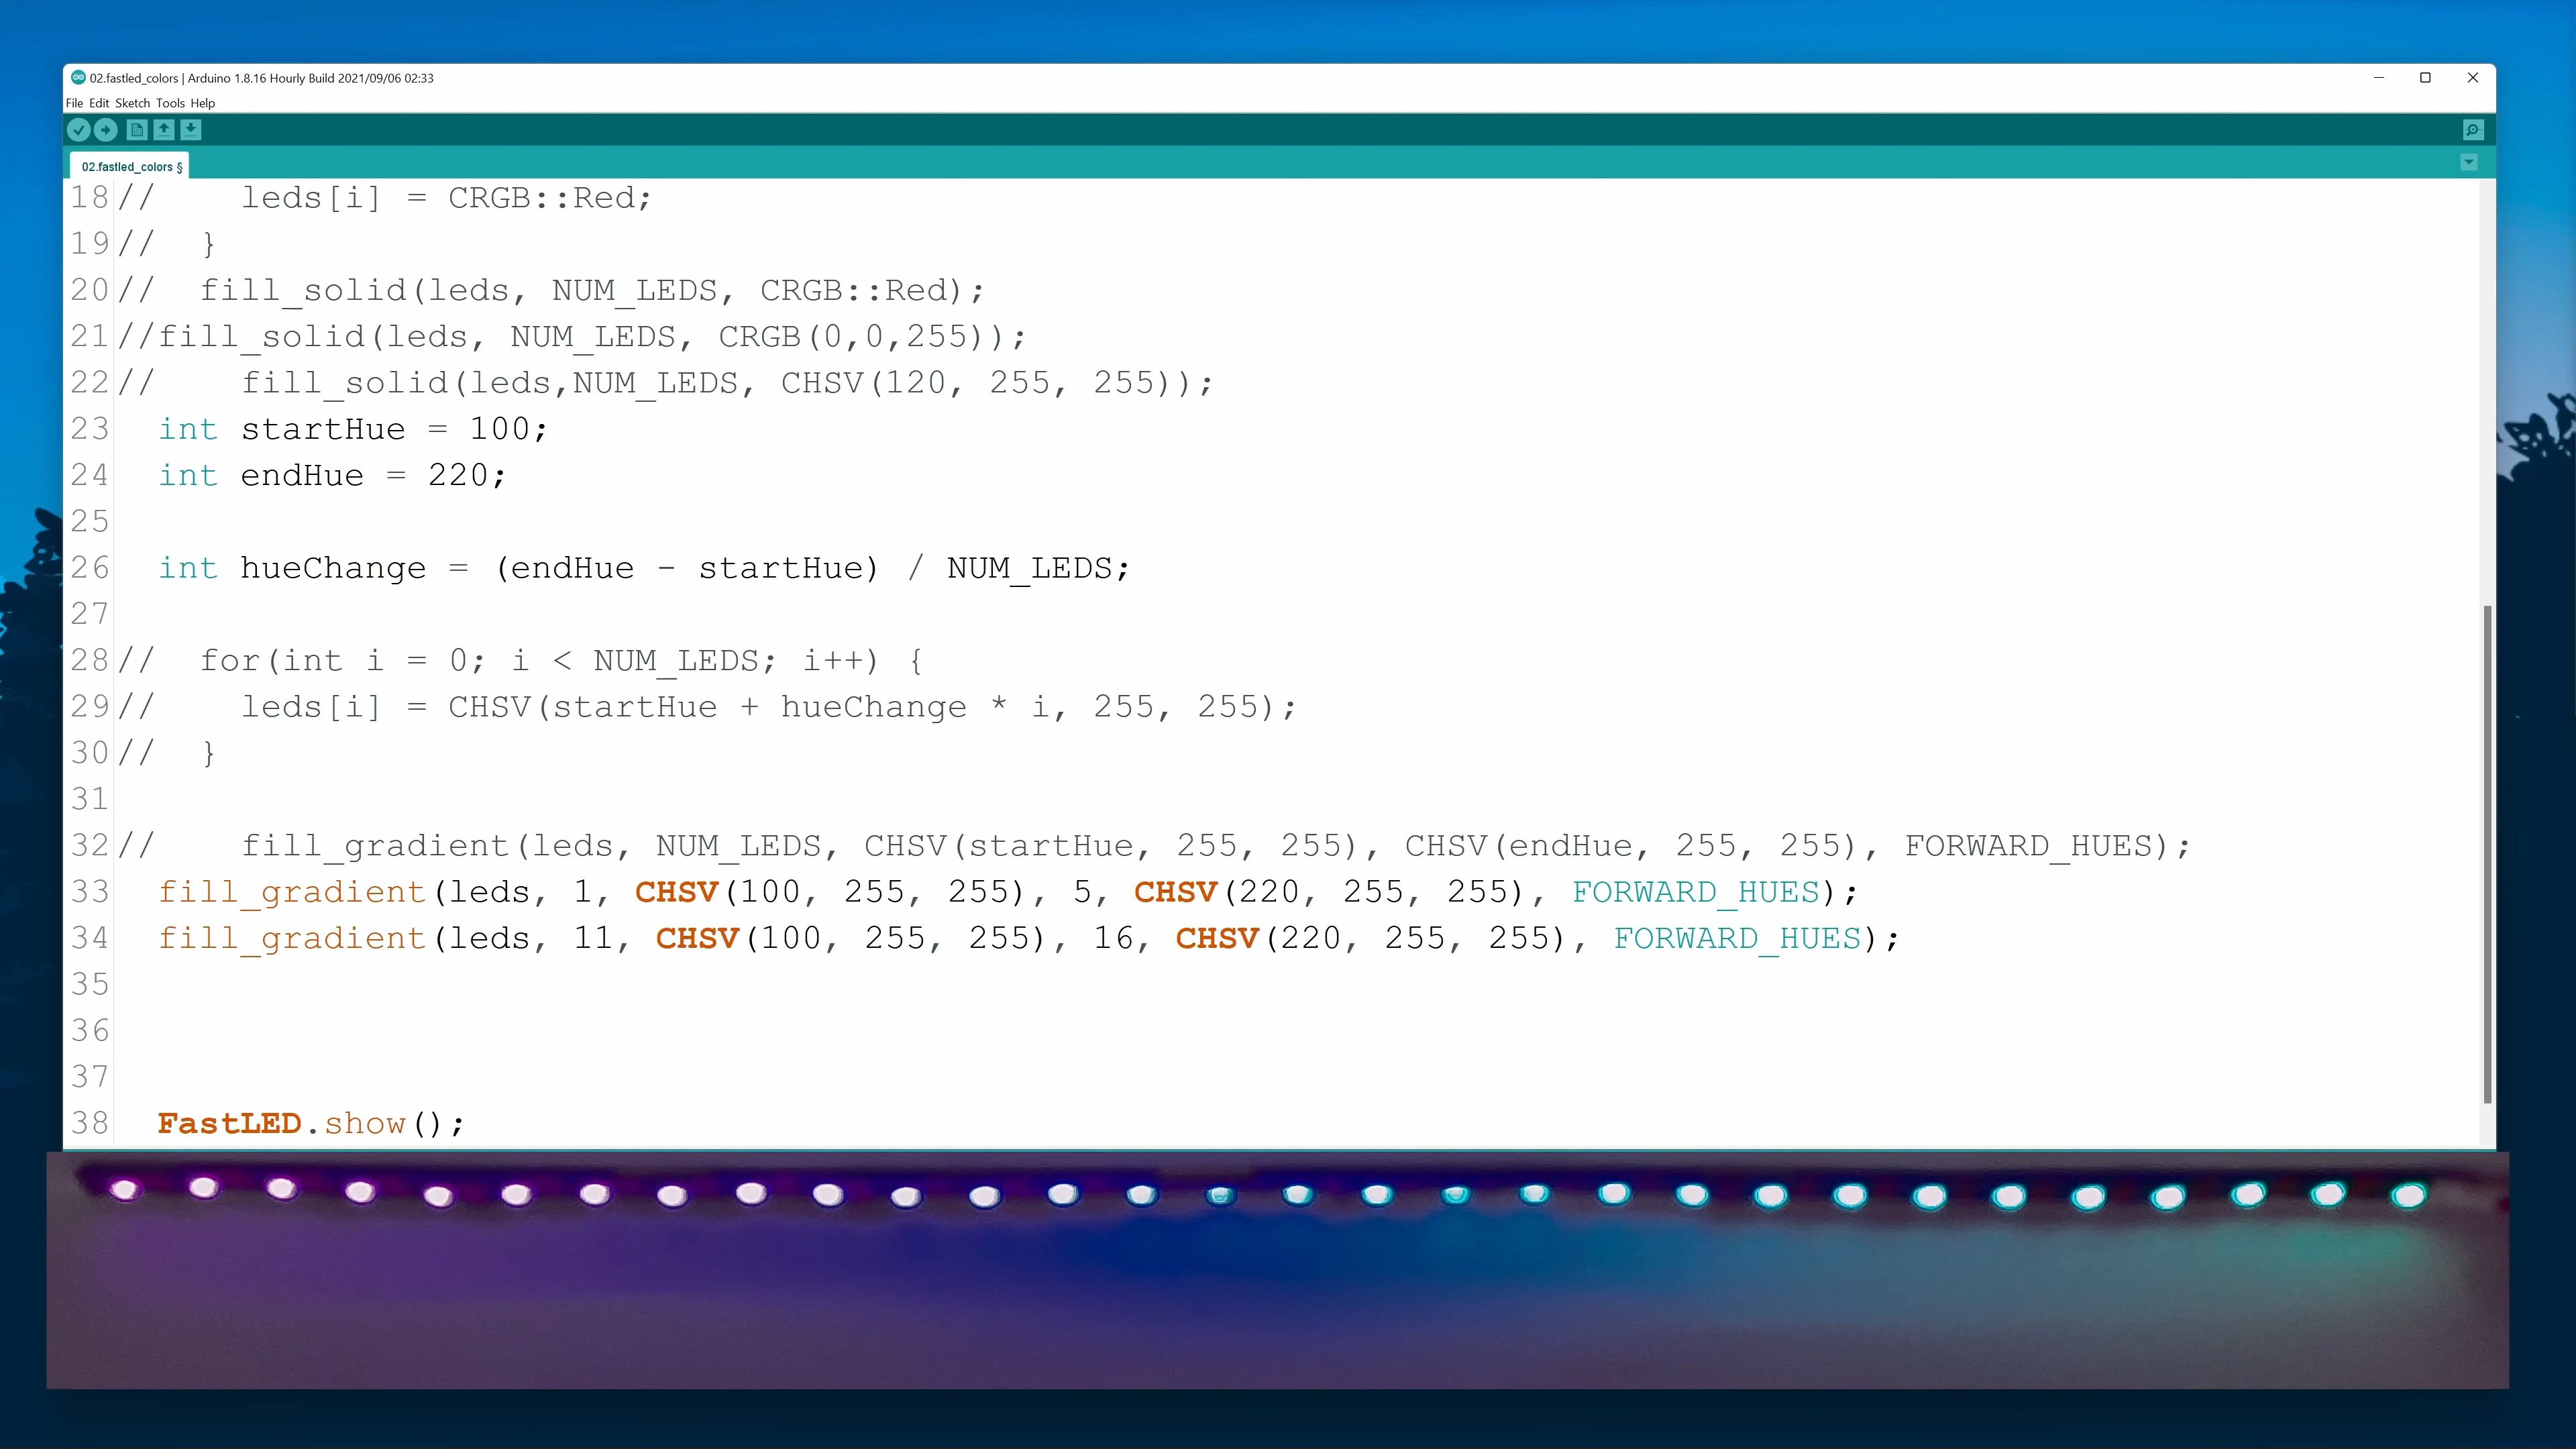 02.fastled_colors | Arduino 1.8.16 Hourly Build 2021/09/06 02:33
File Edit Sketch Tools Help
02.fastled_colors §
18 //    leds[i] = CRGB::Red;
19 //  }
20 //  fill_solid(leds, NUM_LEDS, CRGB::Red);
21 //fill_solid(leds, NUM_LEDS, CRGB(0,0,255));
22 //    fill_solid(leds,NUM_LEDS, CHSV(120, 255, 255));
23   int startHue = 100;
24   int endHue = 220;
25
26   int hueChange = (endHue - startHue) / NUM_LEDS;
27
28 //  for(int i = 0; i < NUM_LEDS; i++) {
29 //    leds[i] = CHSV(startHue + hueChange * i, 255, 255);
30 //  }
31
32 //    fill_gradient(leds, NUM_LEDS, CHSV(startHue, 255, 255), CHSV(endHue, 255, 255), FORWARD_HUES);
33   fill_gradient(leds, 1, CHSV(100, 255, 255), 5, CHSV(220, 255, 255), FORWARD_HUES);
34   fill_gradient(leds, 11, CHSV(100, 255, 255), 16, CHSV(220, 255, 255), FORWARD_HUES);
35
36
37
38   FastLED.show();